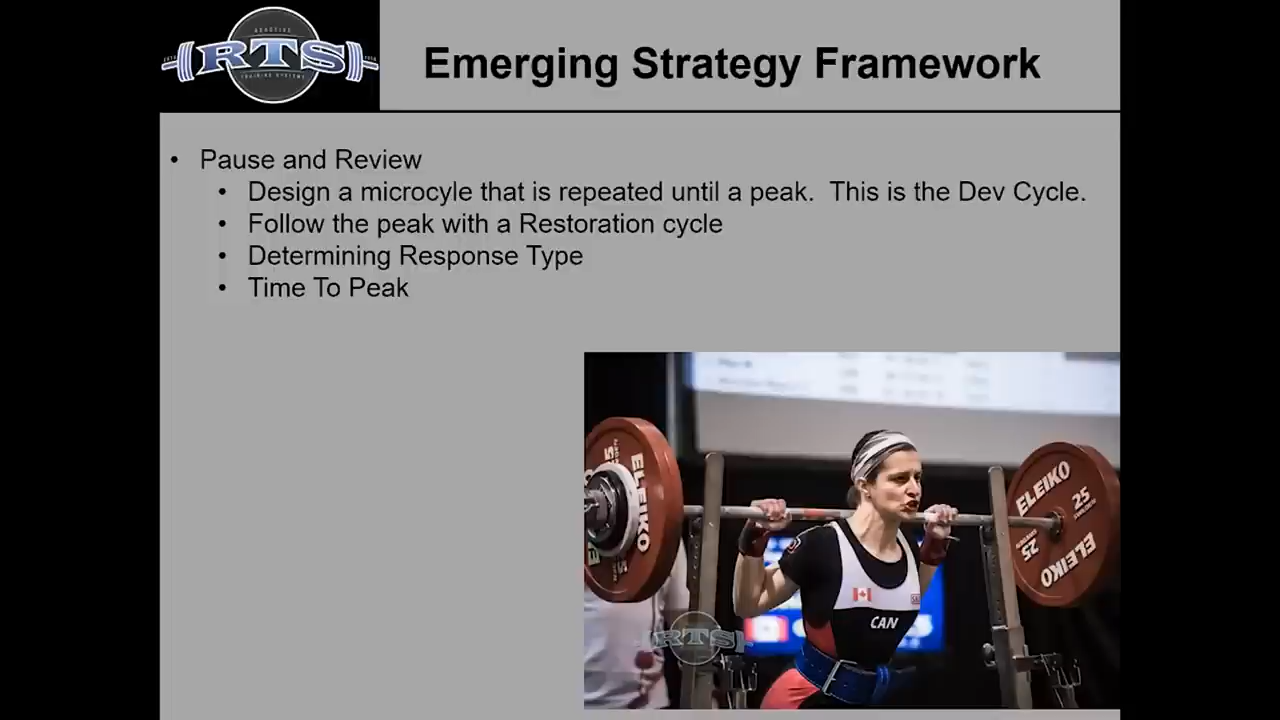 REACTIVE
RTS
TRAINING SYSTEMS
Emerging Strategy Framework
• Pause and Review
• Design a microcyle that is repeated until a peak. This is the Dev Cycle.
• Follow the peak with a Restoration cycle
• Determining Response Type
• Time To Peak
ELEIKO
ELEIKO
25
25
ELEIKO
CAN
RTS